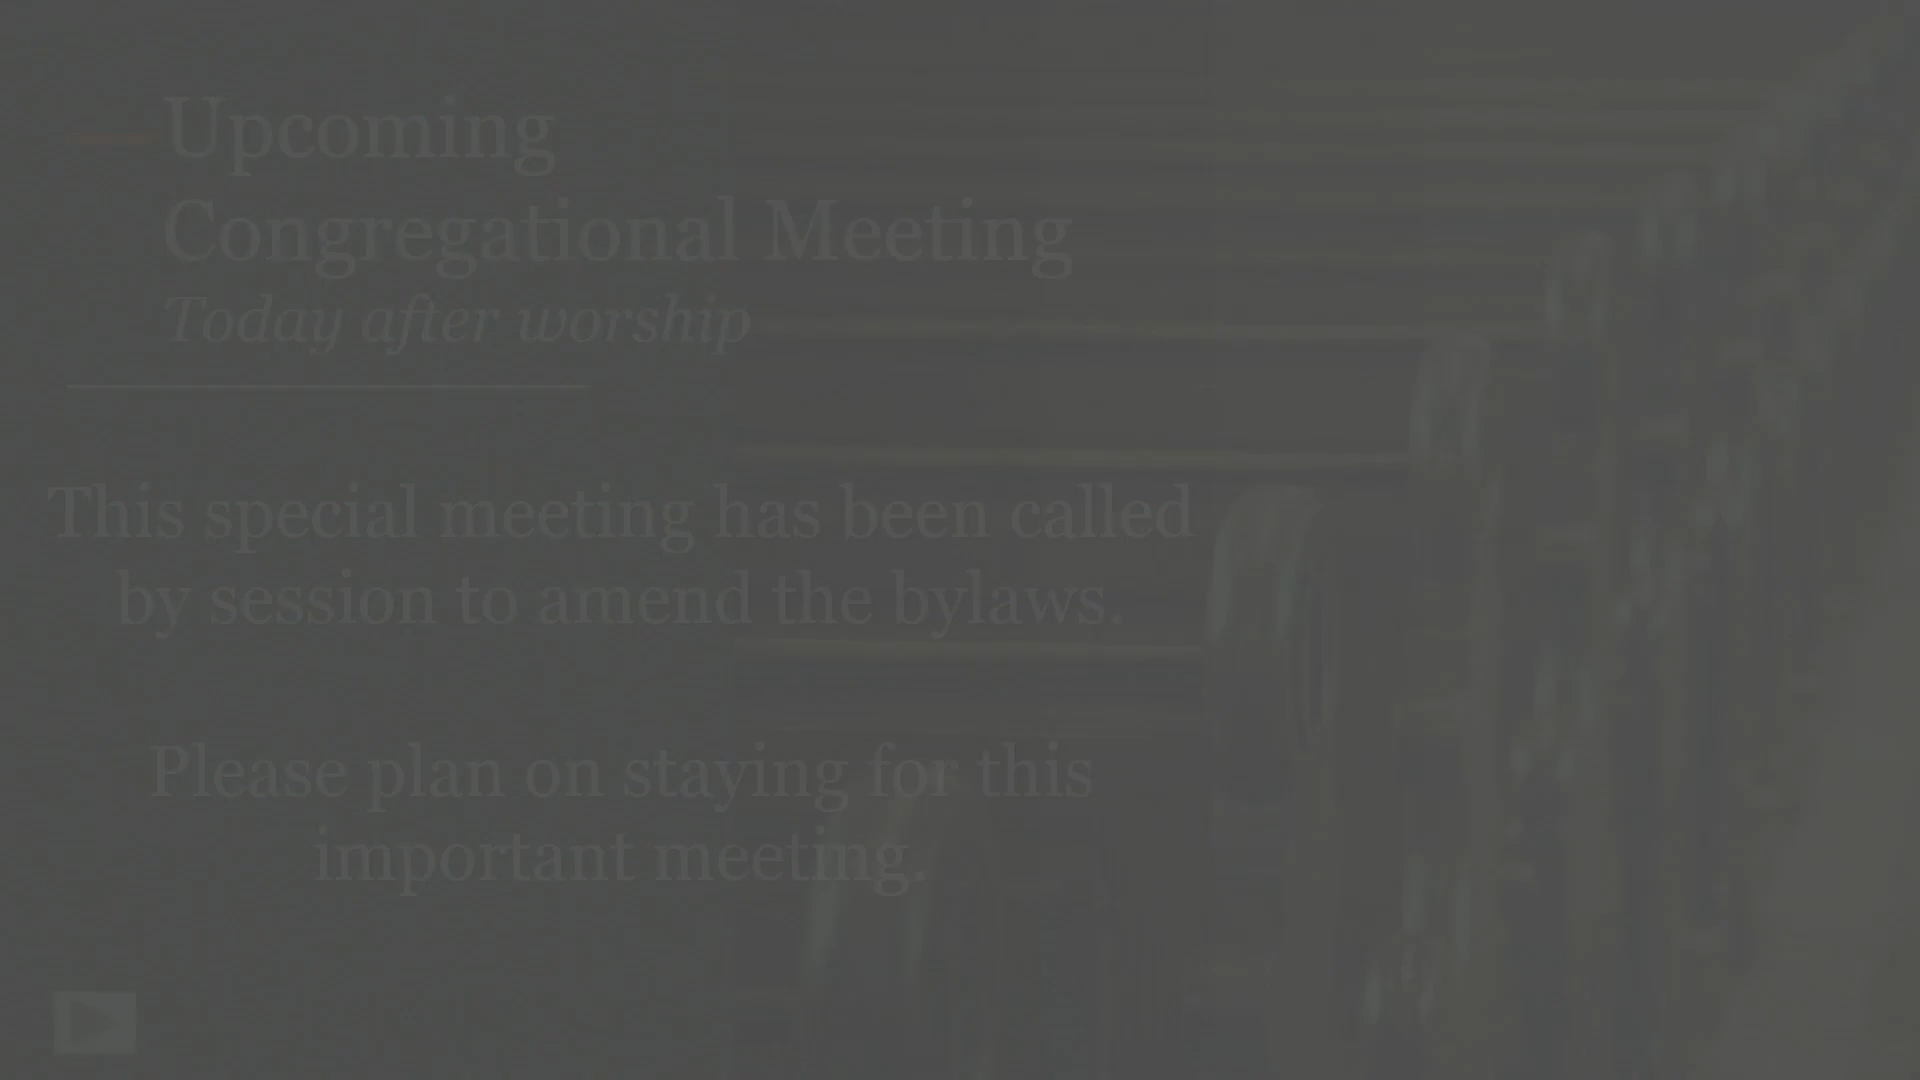 Upcoming
Congregational Meeting
Today after worship
This special meeting has been called
by session to amend the bylaws.
Please plan on staying for this
important meeting.